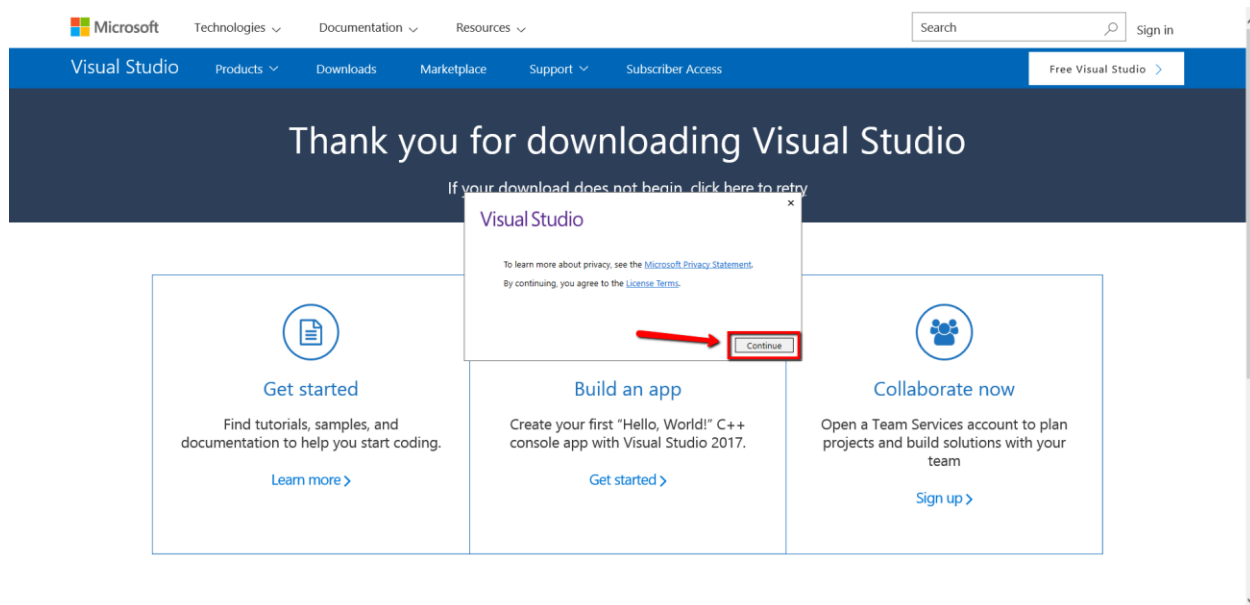 Microsoft Technologies Documentation Resources Search Sign in
Visual Studio Products Downloads Marketplace Support Subscriber Access Free Visual Studio
Thank you for downloading Visual Studio
If your download does not begin, click here to retry
Visual Studio
To learn more about privacy, see the Microsoft Privacy Statement.
By continuing, you agree to the License Terms.
Continue
Get started
Find tutorials, samples, and
documentation to help you start coding.
Learn more
Build an app
Create your first “Hello, World!” C++
console app with Visual Studio 2017.
Get started
Collaborate now
Open a Team Services account to plan
projects and build solutions with your
team
Sign up